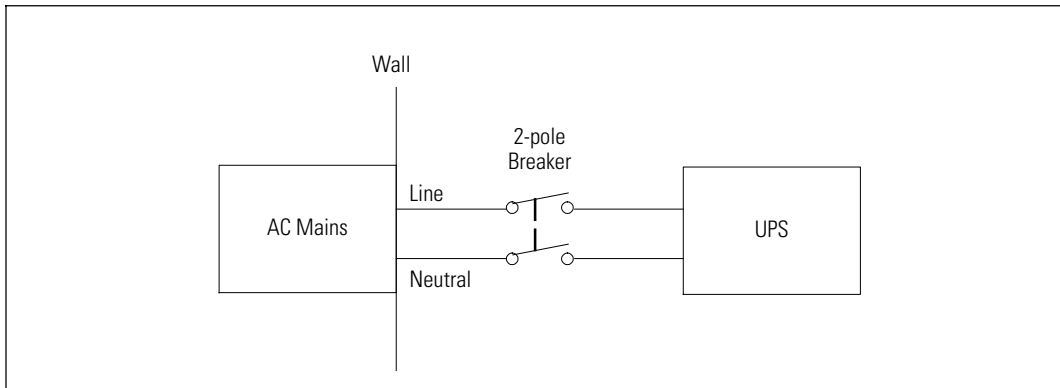 Wall
2-pole
Breaker
Line
AC Mains
UPS
Neutral